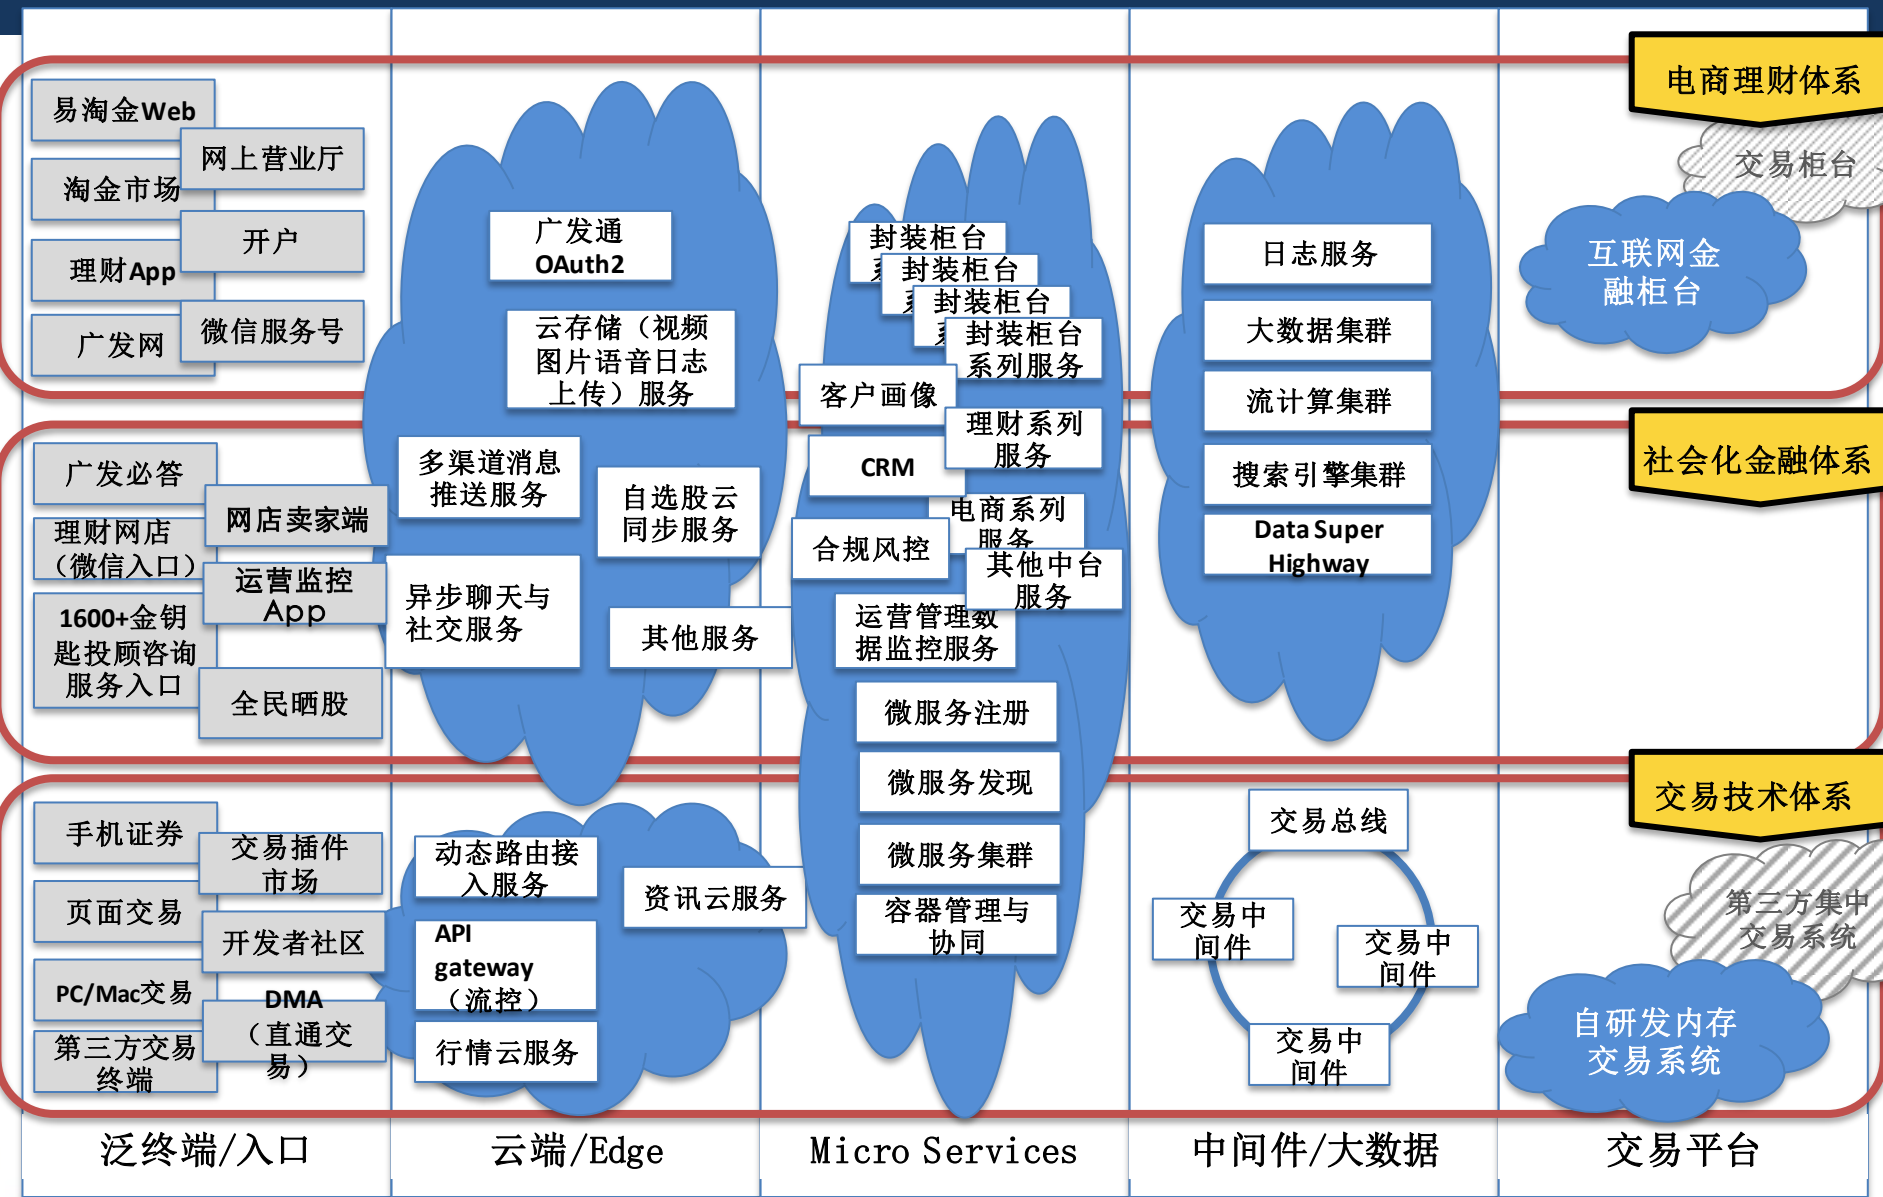 电商理财体系
易淘金Web
网上营业厅
淘金市场
开户
理财App
微信服务号
广发网
广发通
OAuth2
云存储（视频
图片语音日志
上传）服务
封装柜台
封装柜台
封装柜台
封装柜台
系列服务
客户画像
理财系列
服务
CRM
电商系列
服务
合规风控
其他中台
服务
运营管理数
据监控服务
微服务注册
微服务发现
微服务集群
容器管理与
协同
日志服务
大数据集群
流计算集群
搜索引擎集群
Data Super
Highway
交易柜台
互联网金
融柜台
社会化金融体系
广发必答
网店卖家端
理财网店
（微信入口）
运营监控
App
1600+金钥
匙投顾咨询
服务入口
全民晒股
多渠道消息
推送服务
自选股云
同步服务
异步聊天与
社交服务
其他服务
交易技术体系
手机证券
交易插件
市场
页面交易
开发者社区
PC/Mac交易
DMA
（直通交
易）
第三方交易
终端
动态路由接
入服务
资讯云服务
API
gateway
（流控）
行情云服务
交易总线
交易中
间件
交易中
间件
交易中
间件
第三方集中
交易系统
自研发内存
交易系统
泛终端/入口
云端/Edge
Micro Services
中间件/大数据
交易平台